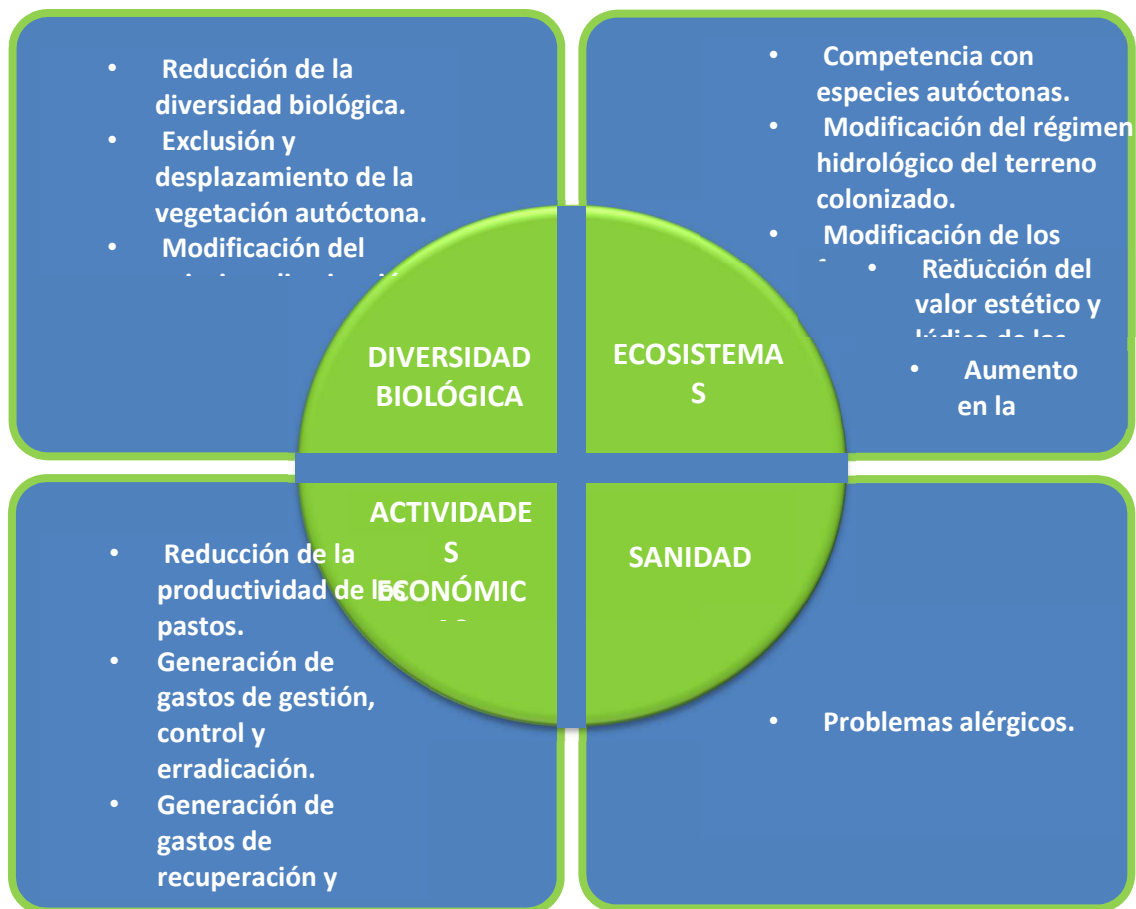 • Reducción de la
diversidad biológica.
• Exclusión y
desplazamiento de la
vegetación autóctona.
• Modificación del
• Competencia con
especies autóctonas.
• Modificación del régimen
hidrológico del terreno
colonizado.
• Modificación de los
• Reducción del
valor estético y
• Aumento
en la
DIVERSIDAD
BIOLÓGICA
ECOSISTEMA
S
ACTIVIDADE
S
ECONÓMIC
SANIDAD
• Reducción de la
productividad de los
pastos.
• Generación de
gastos de gestión,
control y
erradicación.
• Generación de
gastos de
recuperación y
• Problemas alérgicos.